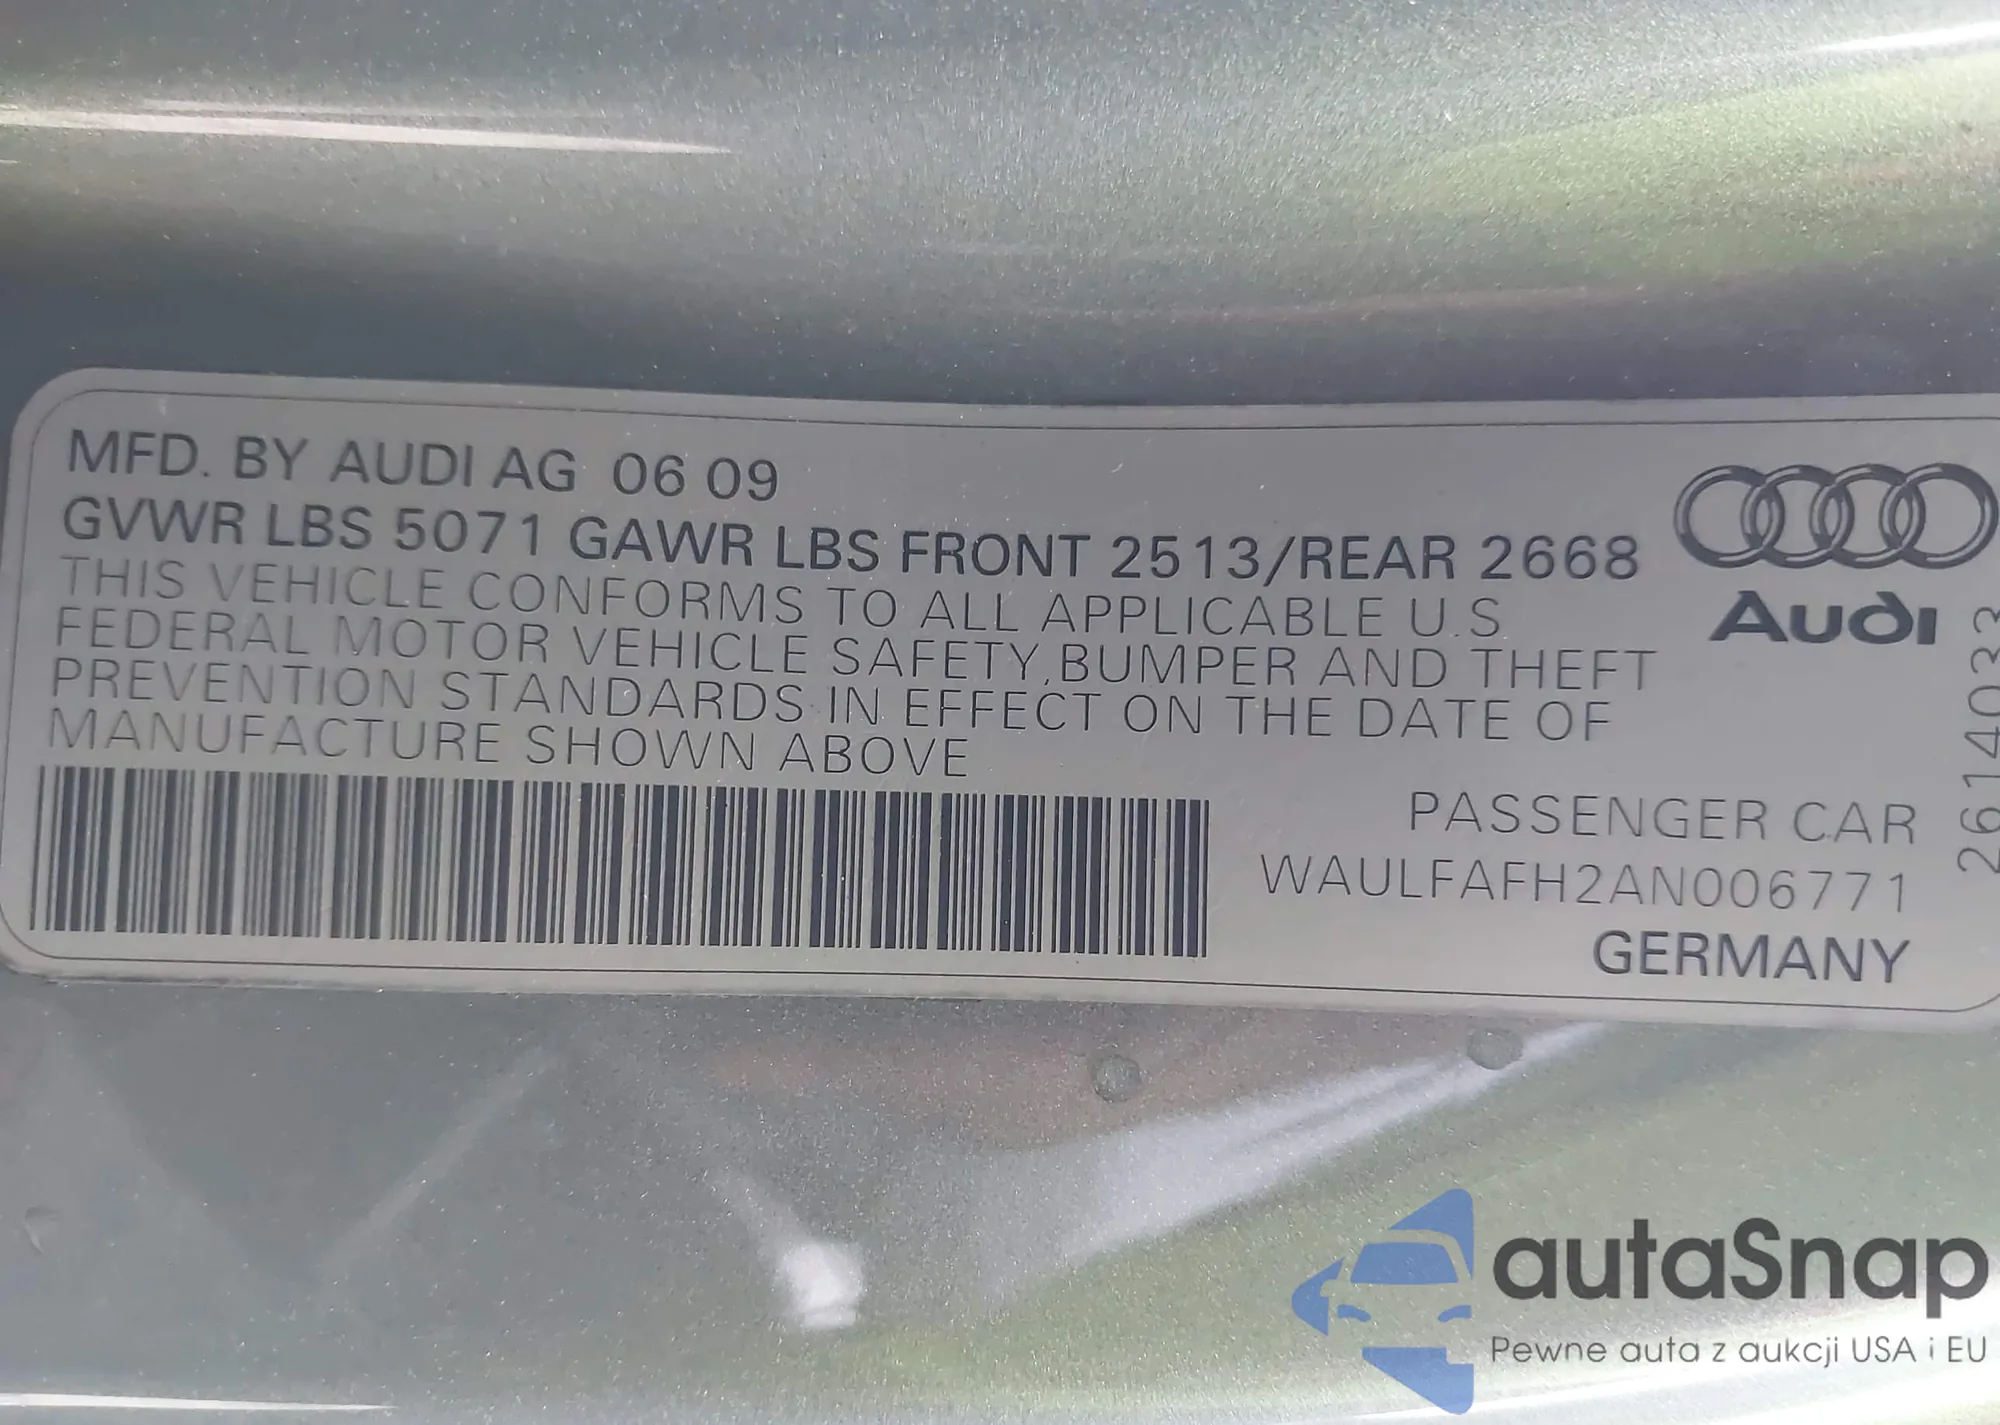 MFD. BY AUDI AG 06 09
GVWR LBS 5071 GAWR LBS FRONT 2513/REAR 2668
THIS VEHICLE CONFORMS TO ALL APPLICABLE U.S
FEDERAL MOTOR VEHICLE SAFETY,BUMPER AND THEFT
PREVENTION STANDARDS IN EFFECT ON THE DATE OF
MANUFACTURE SHOWN ABOVE
Audi
PASSENGER CAR
WAULFAFH2AN006771
GERMANY
2614033
autaSnap
Pewne auta z aukcji USA i EU